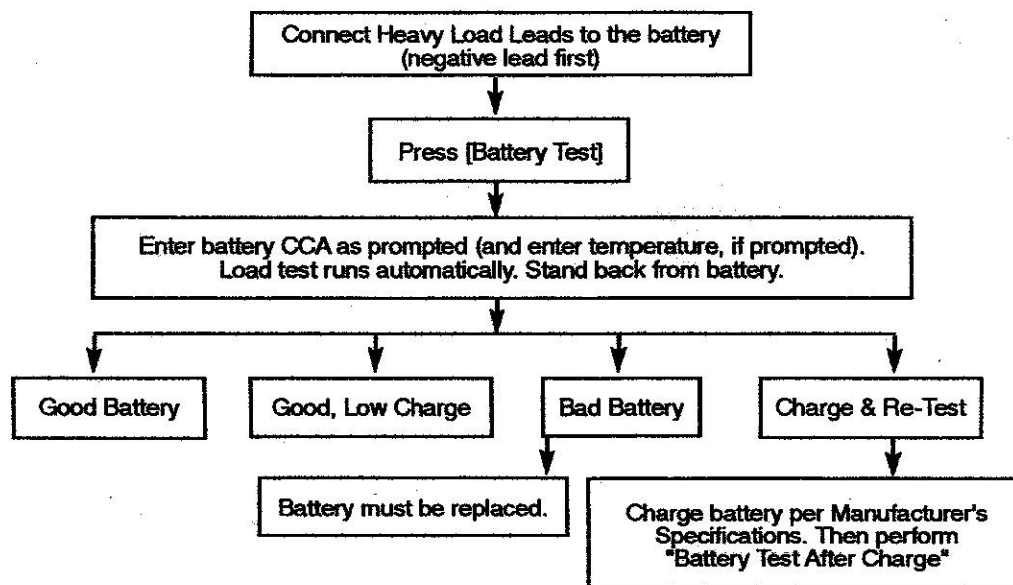 Connect Heavy Load Leads to the battery
(negative lead first)
Press [Battery Test]
Enter battery CCA as prompted (and enter temperature, if prompted).
Load test runs automatically. Stand back from battery.
Good Battery
Good, Low Charge
Bad Battery
Charge & Re-Test
Battery must be replaced.
Charge battery per Manufacturer's
Specifications. Then perform
"Battery Test After Charge"